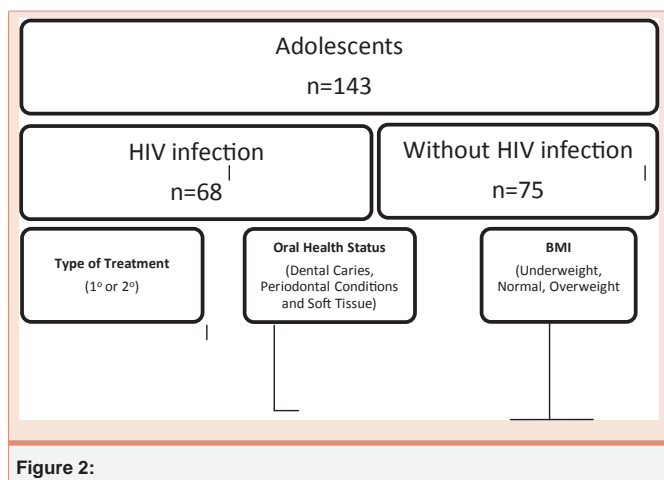 Adolescents
n=143
HIV infection
n=68
Without HIV infection
n=75
Type of Treatment
(1º or 2º)
Oral Health Status
(Dental Caries,
Periodontal Conditions
and Soft Tissue)
BMI
(Underweight,
Normal, Overweight
Figure 2: